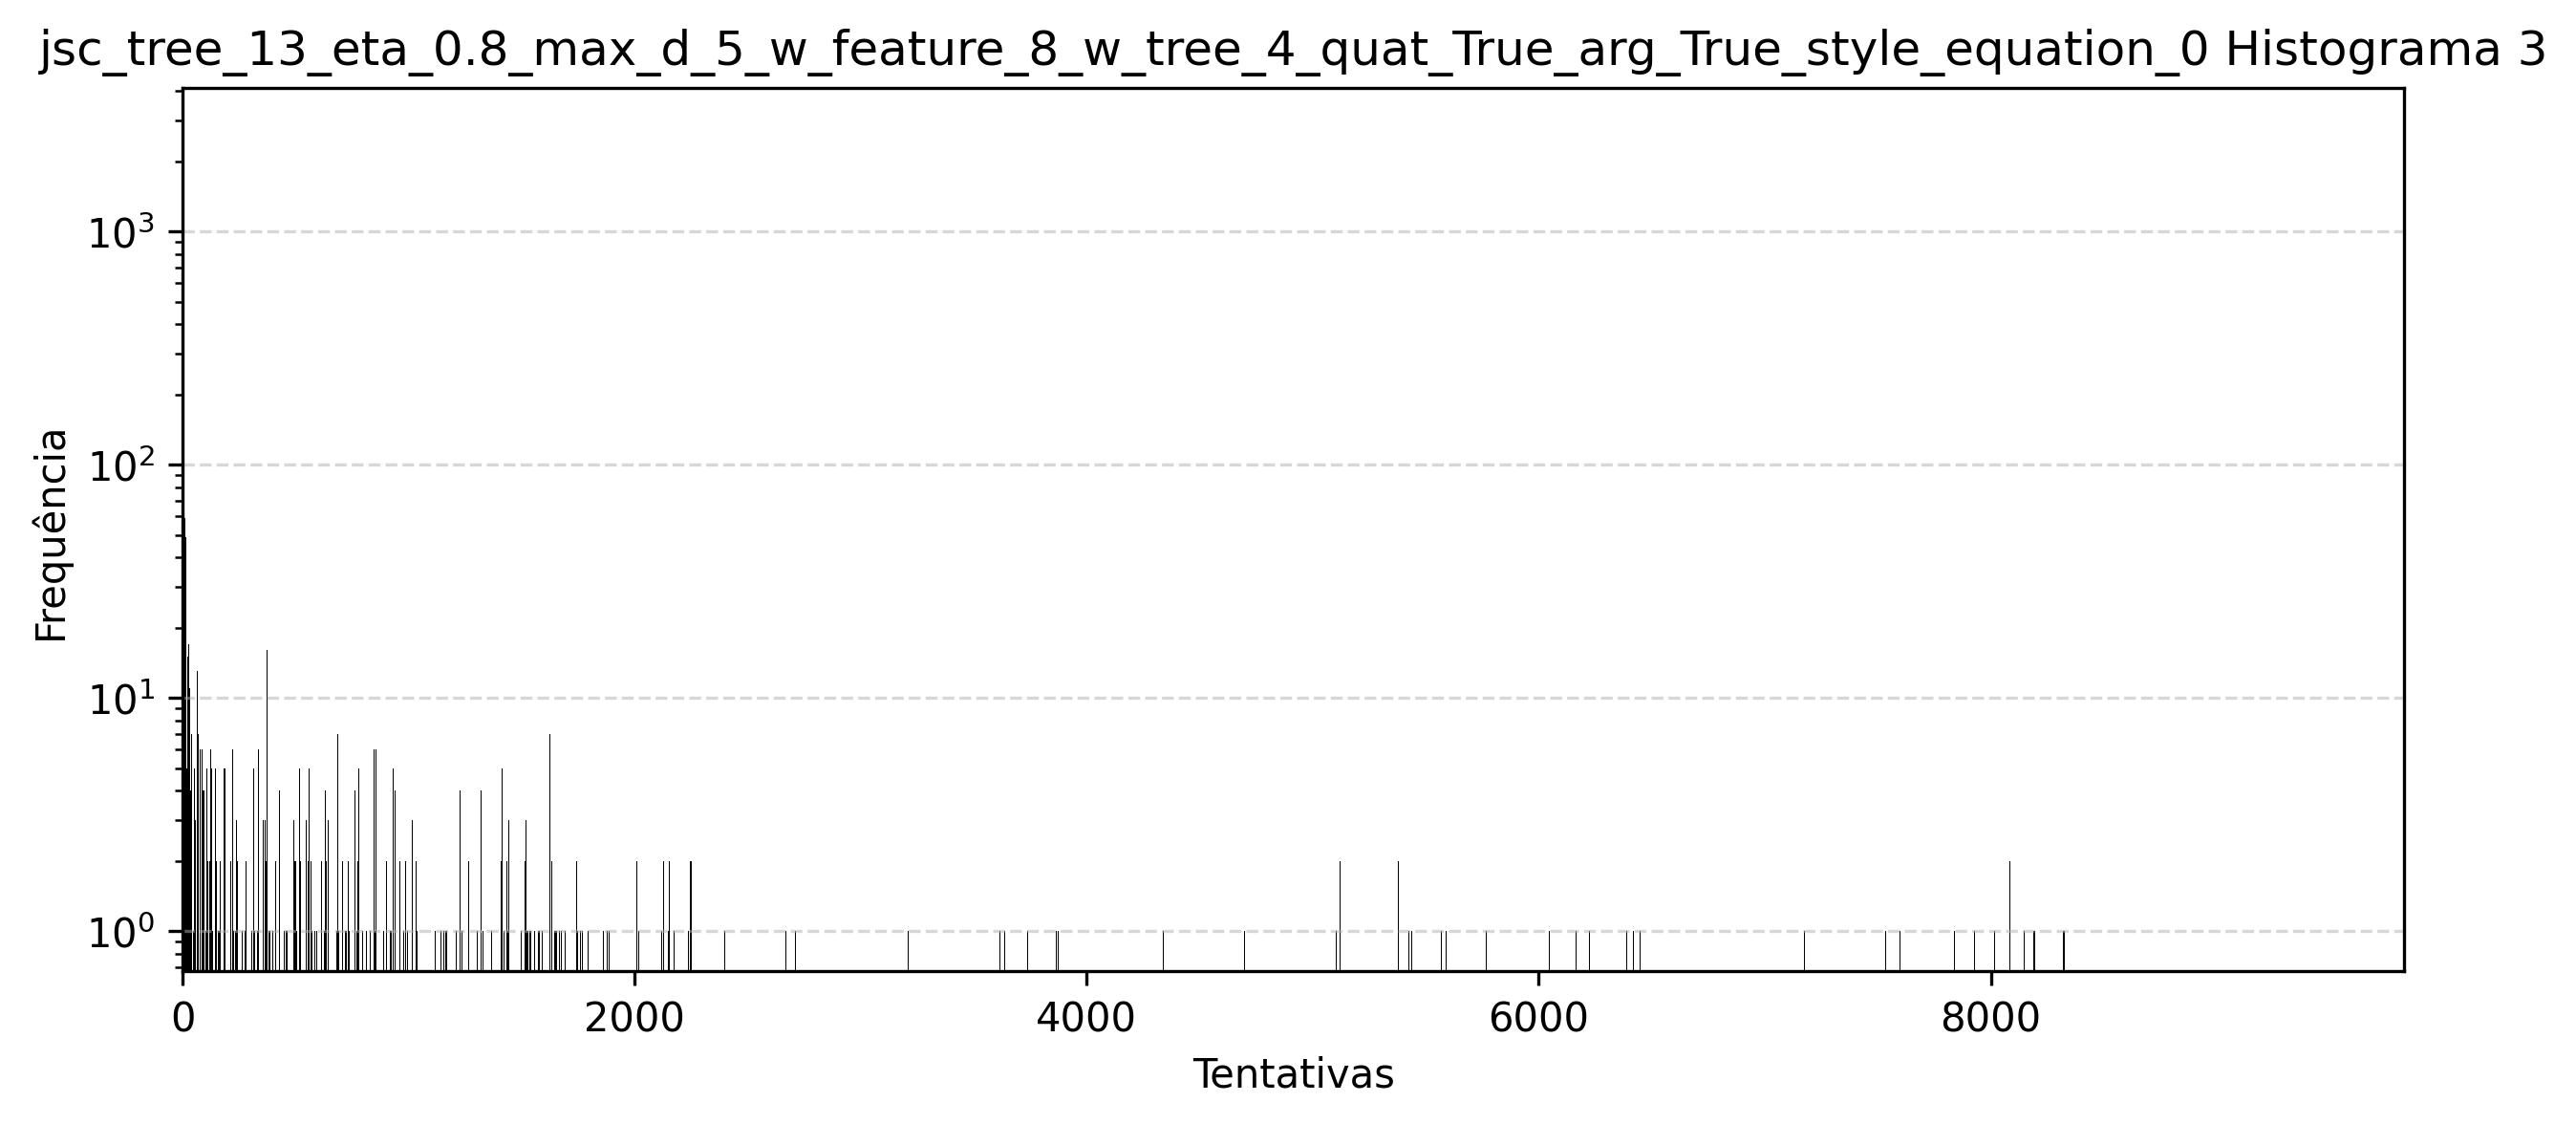 jsc_tree_13_eta_0.8_max_d_5_w_feature_8_w_tree_4_quat_True_arg_True_style_equation_0 Histograma 3
Frequência
10³
10²
10¹
10⁰
0 2000 4000 6000 8000
Tentativas